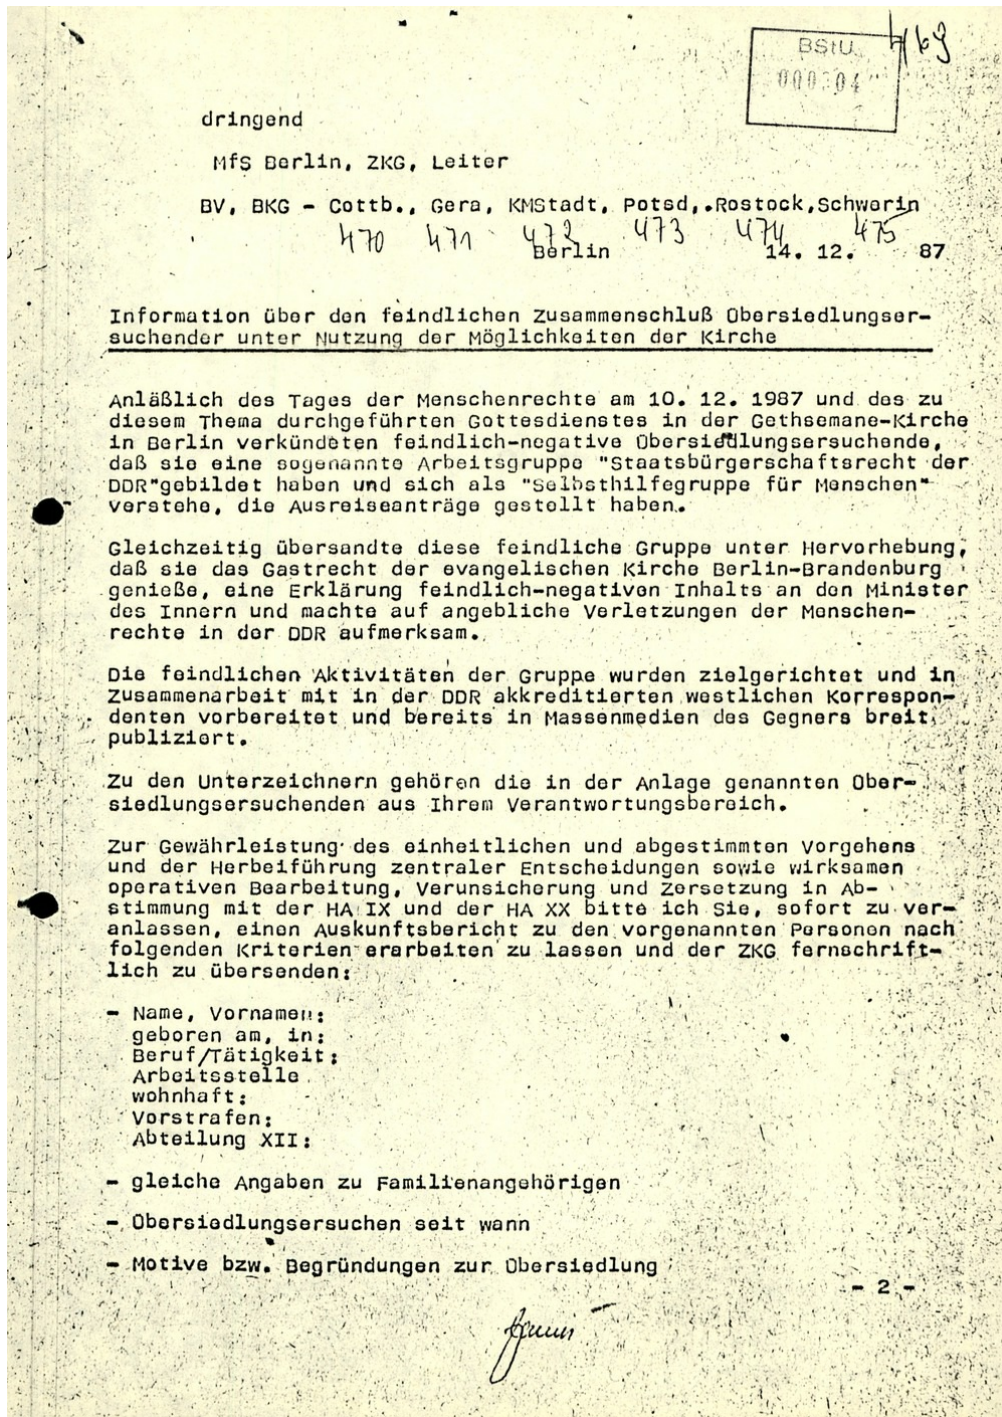 BStU
4169
000304
dringend
MfS Berlin, ZKG, Leiter
BV, BKG - Cottb., Gera, KMStadt, Potsd,.Rostock,Schwerin
470 471 472 473 474 475
Berlin 14. 12. 87
Information über den feindlichen Zusammenschluß Übersiedlungser-
suchender unter Nutzung der Möglichkeiten der Kirche
Anläßlich des Tages der Menschenrechte am 10. 12. 1987 und des zu
diesem Thema durchgeführten Gottesdienstes in der Gethsemane-Kirche
in Berlin verkündeten feindlich-negative Übersiedlungsersuchende,
daß sie eine sogenannte Arbeitsgruppe "Staatsbürgerschaftsrecht der
DDR"gebildet haben und sich als "Selbsthilfegruppe für Menschen"
verstehe, die Ausreiseanträge gestellt haben.
Gleichzeitig übersandte diese feindliche Gruppe unter Hervorhebung,
daß sie das Gastrecht der evangelischen Kirche Berlin-Brandenburg
genieße, eine Erklärung feindlich-negativen Inhalts an den Minister
des Innern und machte auf angebliche Verletzungen der Menschen-
rechte in der DDR aufmerksam.
Die feindlichen Aktivitäten der Gruppe wurden zielgerichtet und in
Zusammenarbeit mit in der DDR akkreditierten westlichen Korrespon-
denten vorbereitet und bereits in Massenmedien des Gegners breit
publiziert.
Zu den Unterzeichnern gehören die in der Anlage genannten Über-
siedlungsersuchenden aus Ihrem Verantwortungsbereich.
Zur Gewährleistung des einheitlichen und abgestimmten Vorgehens
und der Herbeiführung zentraler Entscheidungen sowie wirksamen
operativen Bearbeitung, Verunsicherung und Zersetzung in Ab-
stimmung mit der HA IX und der HA XX bitte ich Sie, sofort zu ver-
anlassen, einen Auskunftsbericht zu den vorgenannten Personen nach
folgenden Kriterien erarbeiten zu lassen und der ZKG fernschrift-
lich zu übersenden:
- Name, Vornamen:
geboren am, in:
Beruf/Tätigkeit:
Arbeitsstelle
wohnhaft:
Vorstrafen:
Abteilung XII:
- gleiche Angaben zu Familienangehörigen
- Übersiedlungsersuchen seit wann
- Motive bzw. Begründungen zur Übersiedlung
- 2 -